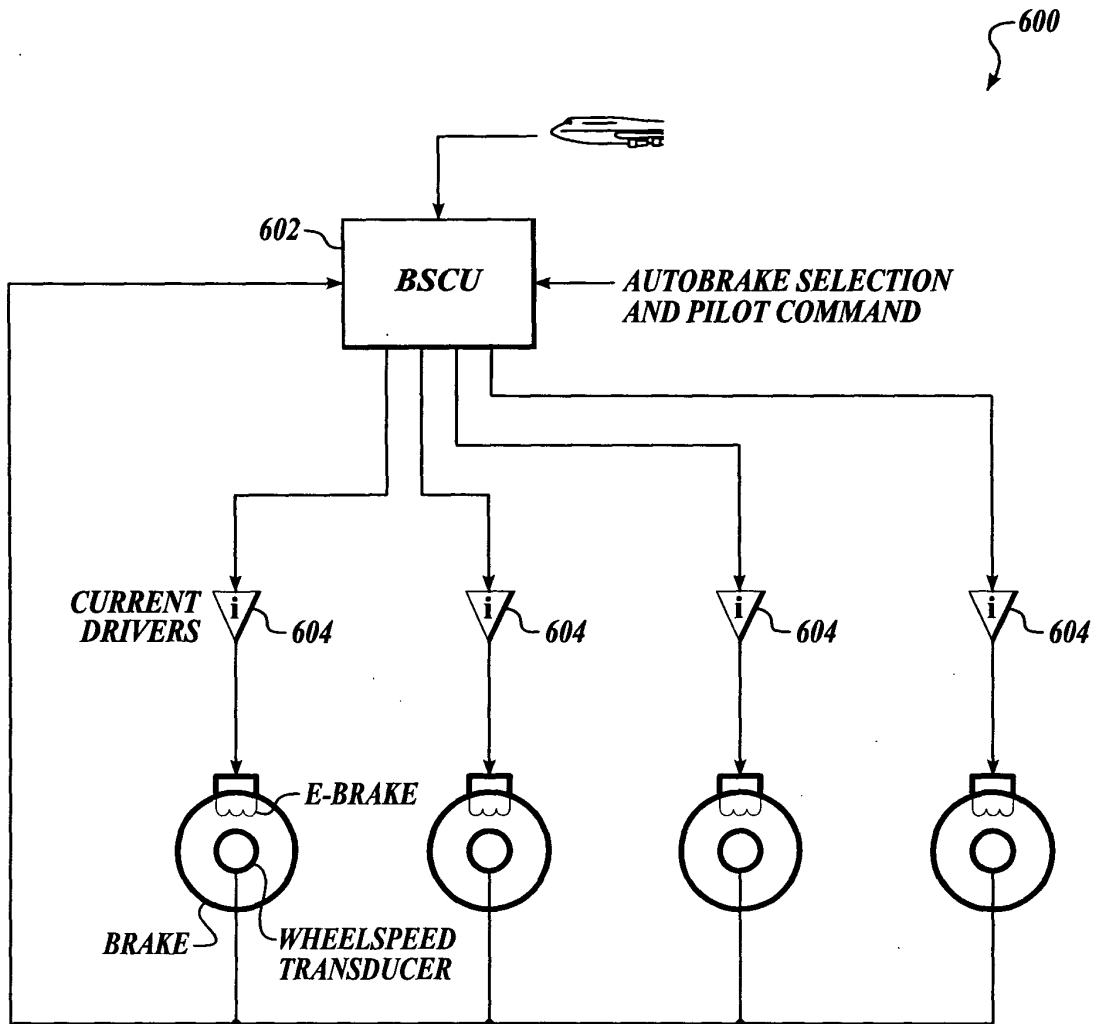 600
602
BSCU
AUTOBRAKE SELECTION
AND PILOT COMMAND
CURRENT
DRIVERS
i
604
i
604
i
604
i
604
E-BRAKE
BRAKE
WHEELSPEED
TRANSDUCER